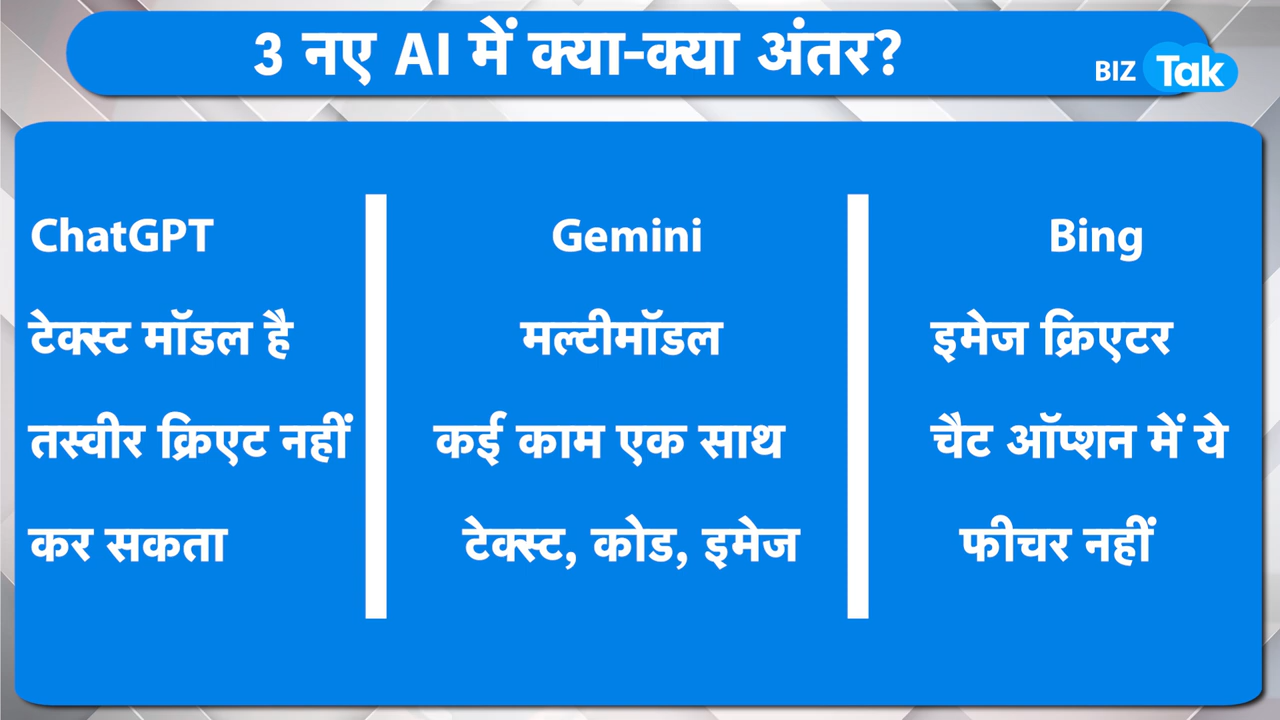 3 नए AI में क्या-क्या अंतर?
BIZ Tak
ChatGPT
टेक्स्ट मॉडल है
तस्वीर क्रिएट नहीं
कर सकता
Gemini
मल्टीमॉडल
कई काम एक साथ
टेक्स्ट, कोड, इमेज
Bing
इमेज क्रिएटर
चैट ऑप्शन में ये
फीचर नहीं